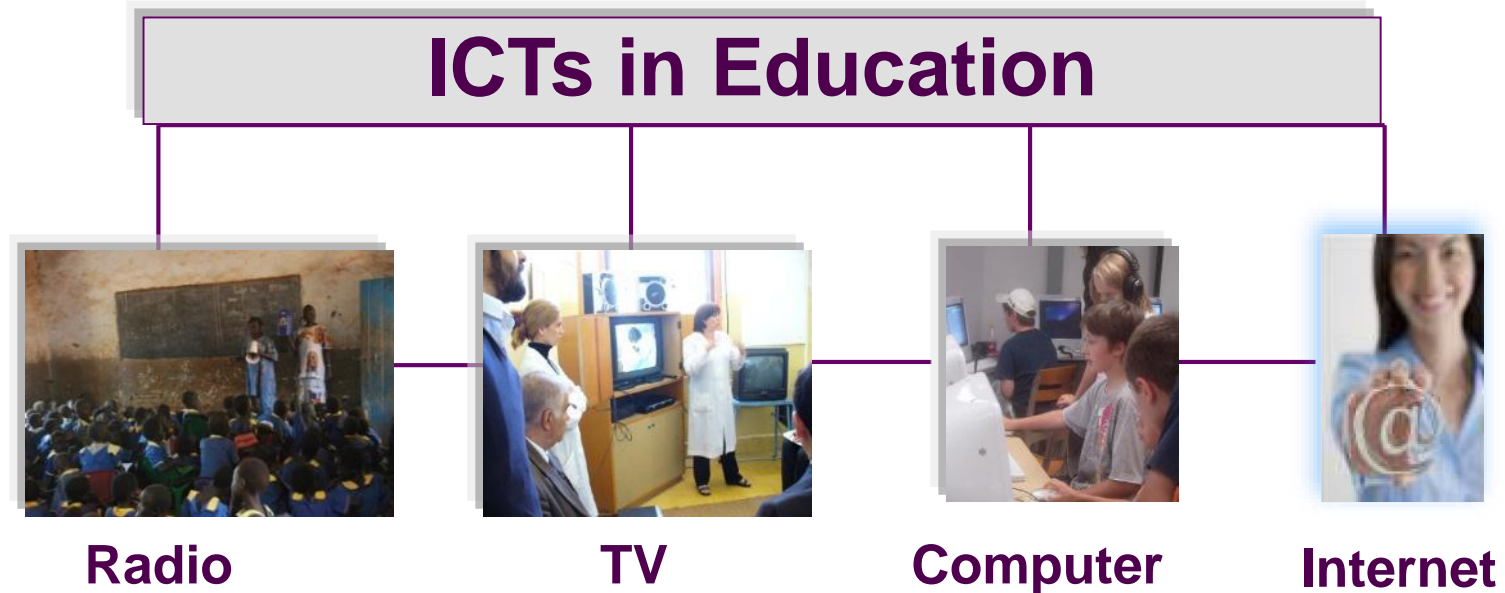 ICTs in Education
Radio
TV
Computer
Internet
@